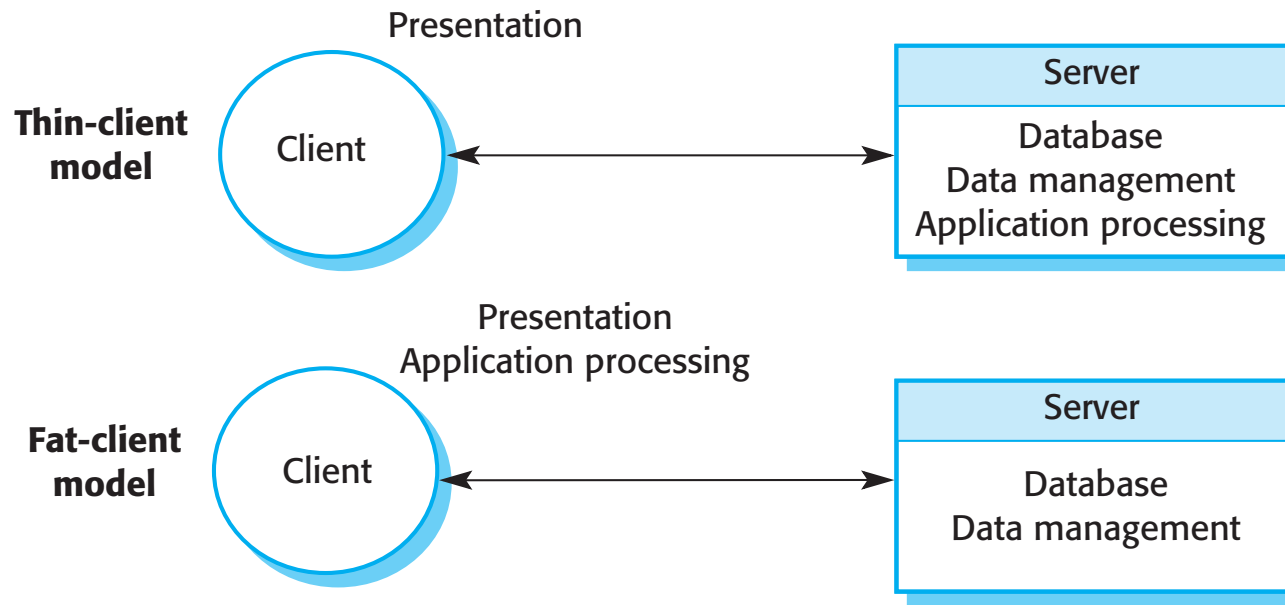 Presentation
Thin-client
model
Client
Server
Database
Data management
Application processing
Presentation
Application processing
Fat-client
model
Client
Server
Database
Data management